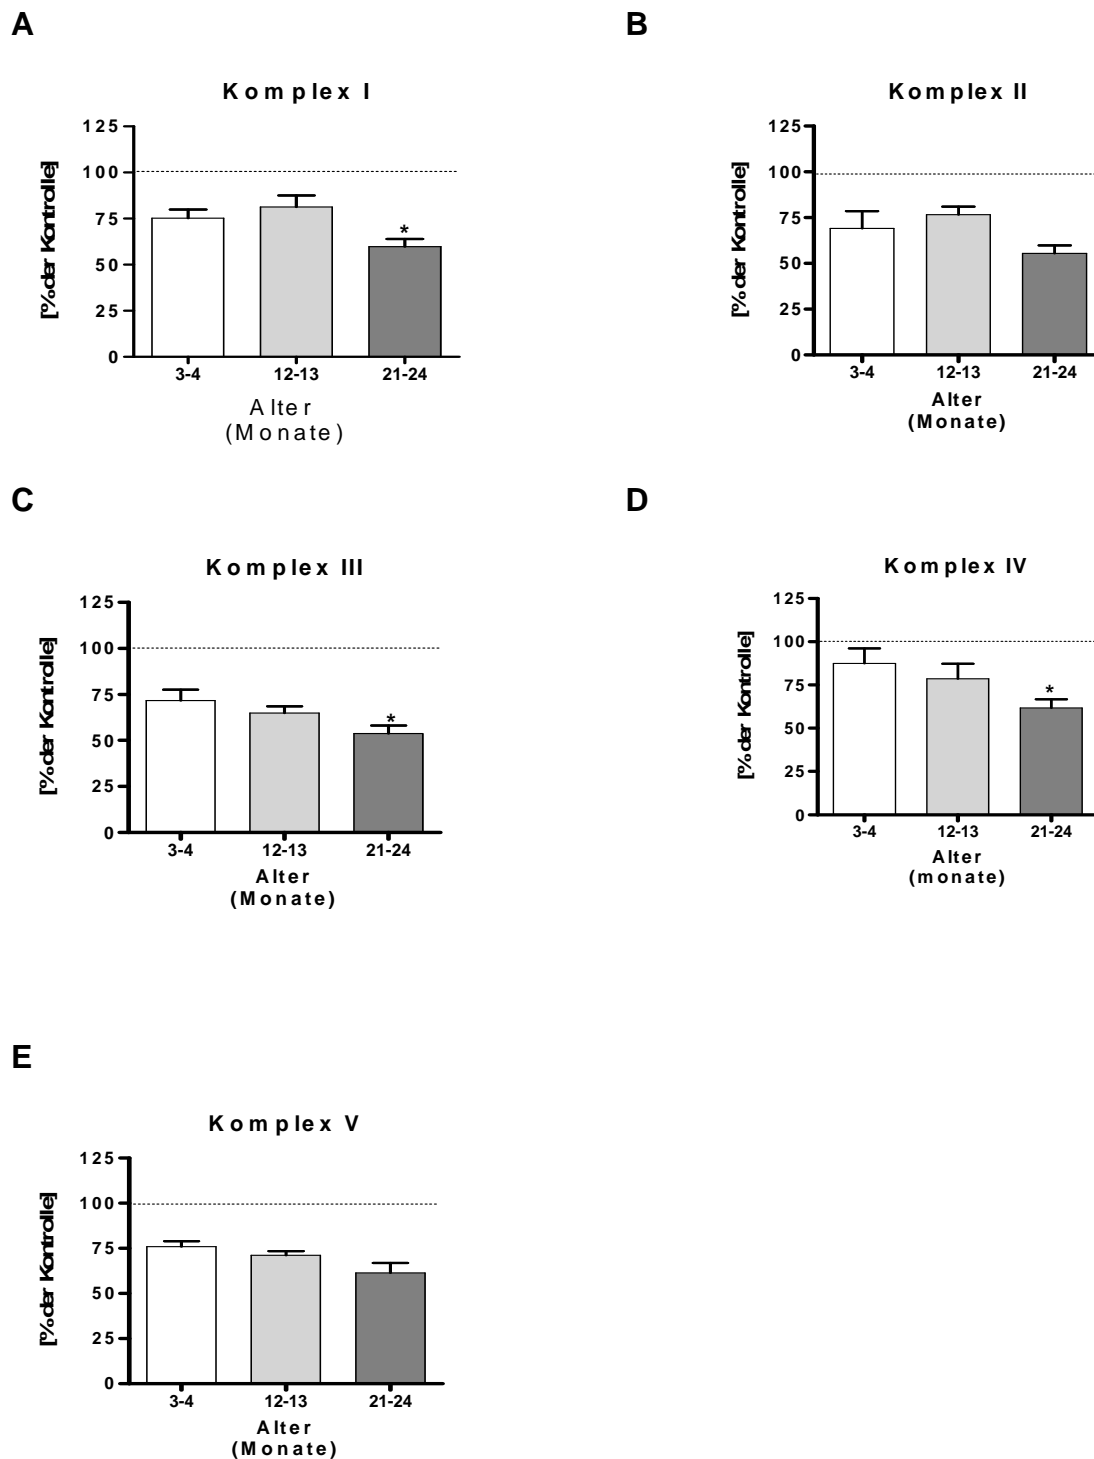 A
Komplex I
[% der Kontrolle]
125
100
75
50
25
0
*
3-4 12-13 21-24
Alter
(Monate)
B
Komplex II
[% der Kontrolle]
125
100
75
50
25
0
3-4 12-13 21-24
Alter
(Monate)
C
Komplex III
[% der Kontrolle]
125
100
75
50
25
0
*
3-4 12-13 21-24
Alter
(Monate)
D
Komplex IV
[% der Kontrolle]
125
100
75
50
25
0
*
3-4 12-13 21-24
Alter
(monate)
E
Komplex V
[% der Kontrolle]
125
100
75
50
25
0
3-4 12-13 21-24
Alter
(Monate)